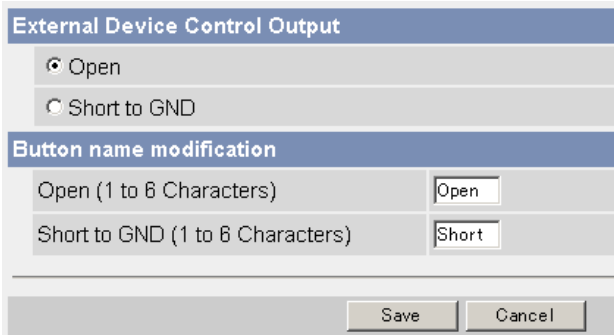 External Device Control Output
Open
Short to GND
Button name modification
Open (1 to 6 Characters) Open
Short to GND (1 to 6 Characters) Short
Save Cancel